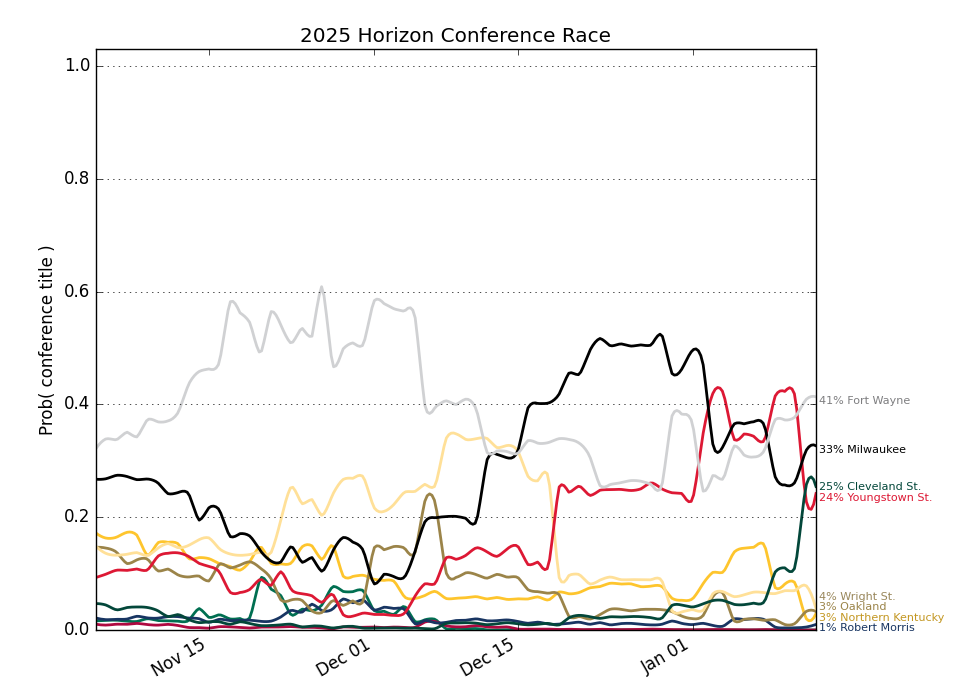 2025 Horizon Conference Race
Prob( conference title )
1.0
0.8
0.6
0.4
0.2
0.0
Nov 15
Dec 01
Dec 15
Jan 01
41% Fort Wayne
33% Milwaukee
25% Cleveland St.
24% Youngstown St.
4% Wright St.
3% Oakland
3% Northern Kentucky
1% Robert Morris